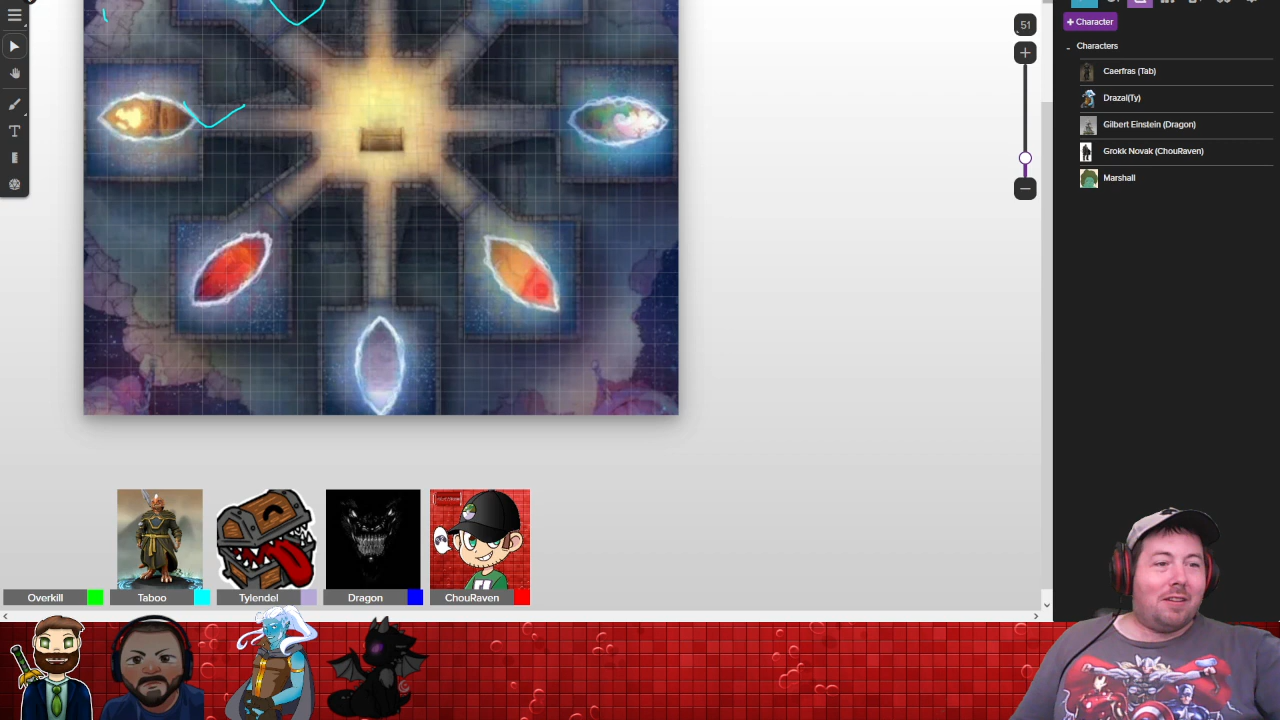 51
+ Character
Characters
Caerfras (Tab)
Drazal(Ty)
Gilbert Einstein (Dragon)
Grokk Novak (ChouRaven)
Marshall
Overkill
Taboo
Tylendel
Dragon
ChouRaven